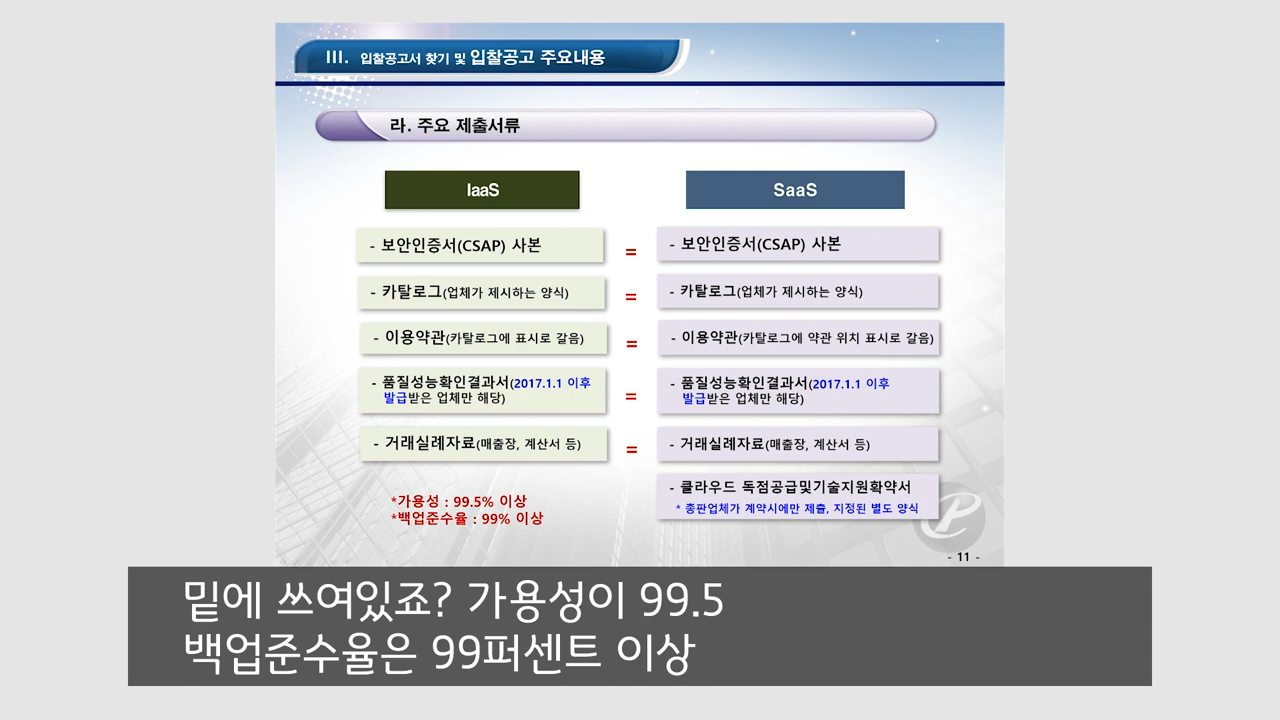 III. 입찰공고서 찾기 및 입찰공고 주요내용
라. 주요 제출서류
IaaS
SaaS
- 보안인증서(CSAP) 사본
=
- 보안인증서(CSAP) 사본
- 카탈로그(업체가 제시하는 양식)
=
- 카탈로그(업체가 제시하는 양식)
- 이용약관(카탈로그에 표시로 갈음)
=
- 이용약관(카탈로그에 약관 위치 표시로 갈음)
- 품질성능확인결과서(2017.1.1 이후
발급받은 업체만 해당)
=
- 품질성능확인결과서(2017.1.1 이후
발급받은 업체만 해당)
- 거래실례자료(매출장, 계산서 등)
=
- 거래실례자료(매출장, 계산서 등)
- 클라우드 독점공급및기술지원확약서
* 총판업체가 계약시에만 제출, 지정된 별도 양식
*가용성 : 99.5% 이상
*백업준수율 : 99% 이상
- 11 -
밑에 쓰여있죠? 가용성이 99.5
백업준수율은 99퍼센트 이상